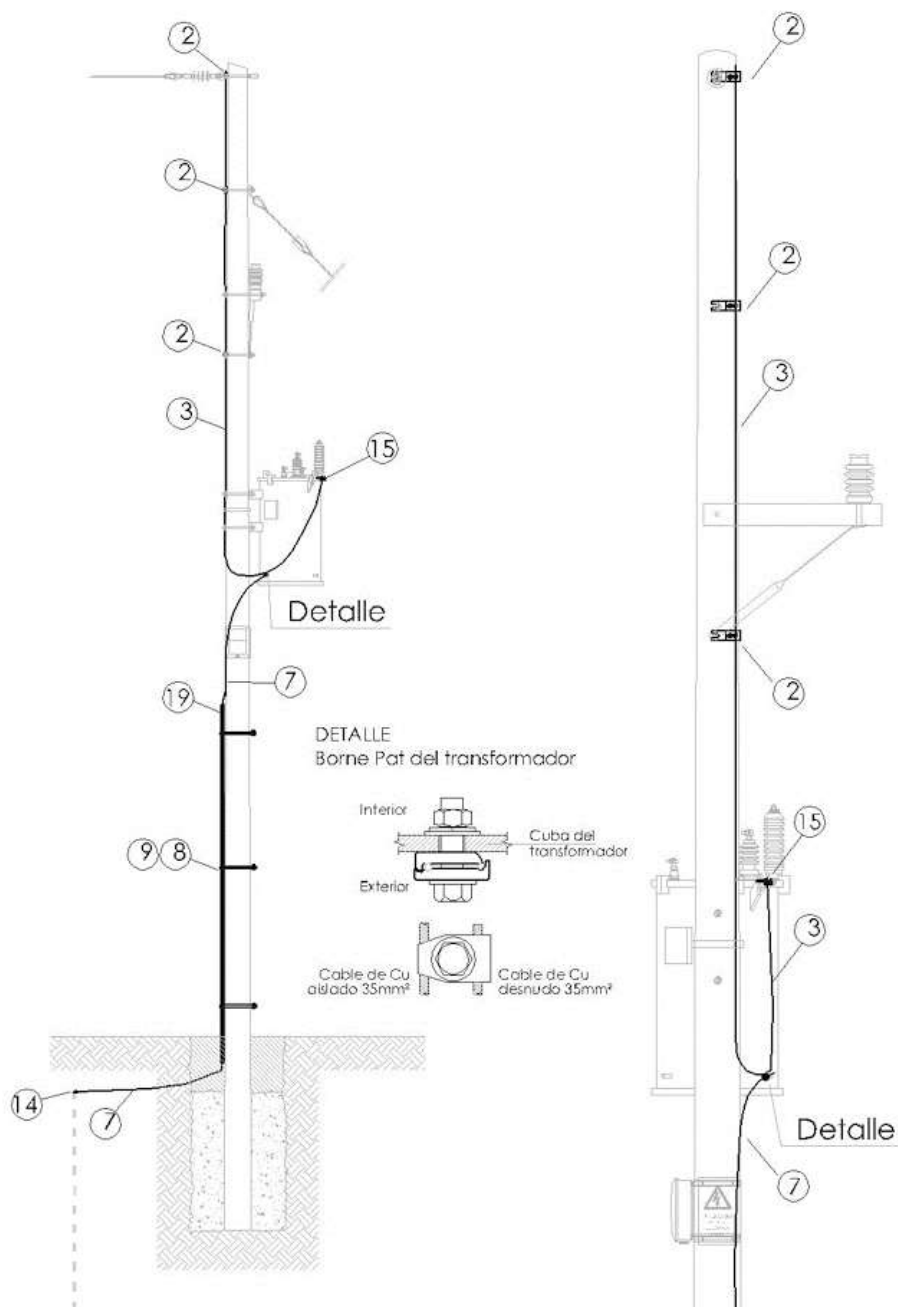 2
2
2
3
15
Detalle
7
19
9 8
14
7
DETALLE
Borne Pat del transformador
Interior
Cuba del
transformador
Exterior
Cable de Cu
aislado 35mm²
Cable de Cu
desnudo 35mm²
2
2
3
2
15
3
Detalle
7